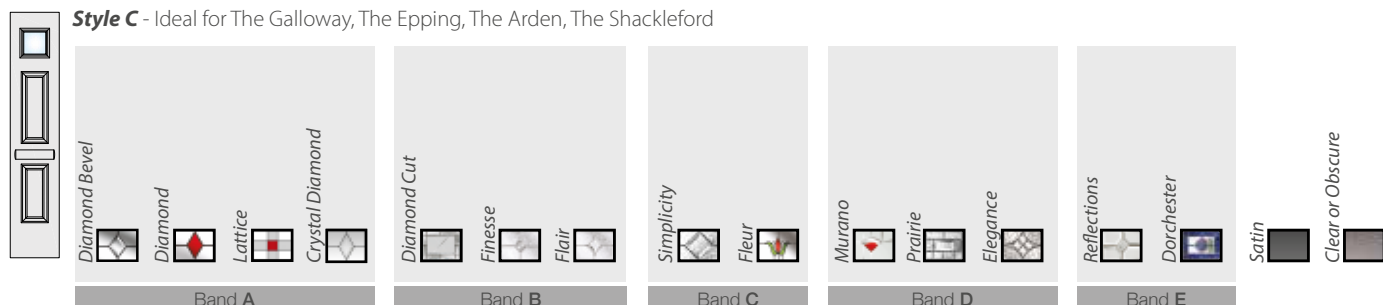 Style C - Ideal for The Galloway, The Epping, The Arden, The Shackleford
Diamond Bevel
Diamond
Lattice
Crystal Diamond
Diamond Cut
Finesse
Flair
Simplicity
Fleur
Murano
Prairie
Elegance
Reflections
Dorchester
Satin
Clear or Obscure
Band A
Band B
Band C
Band D
Band E